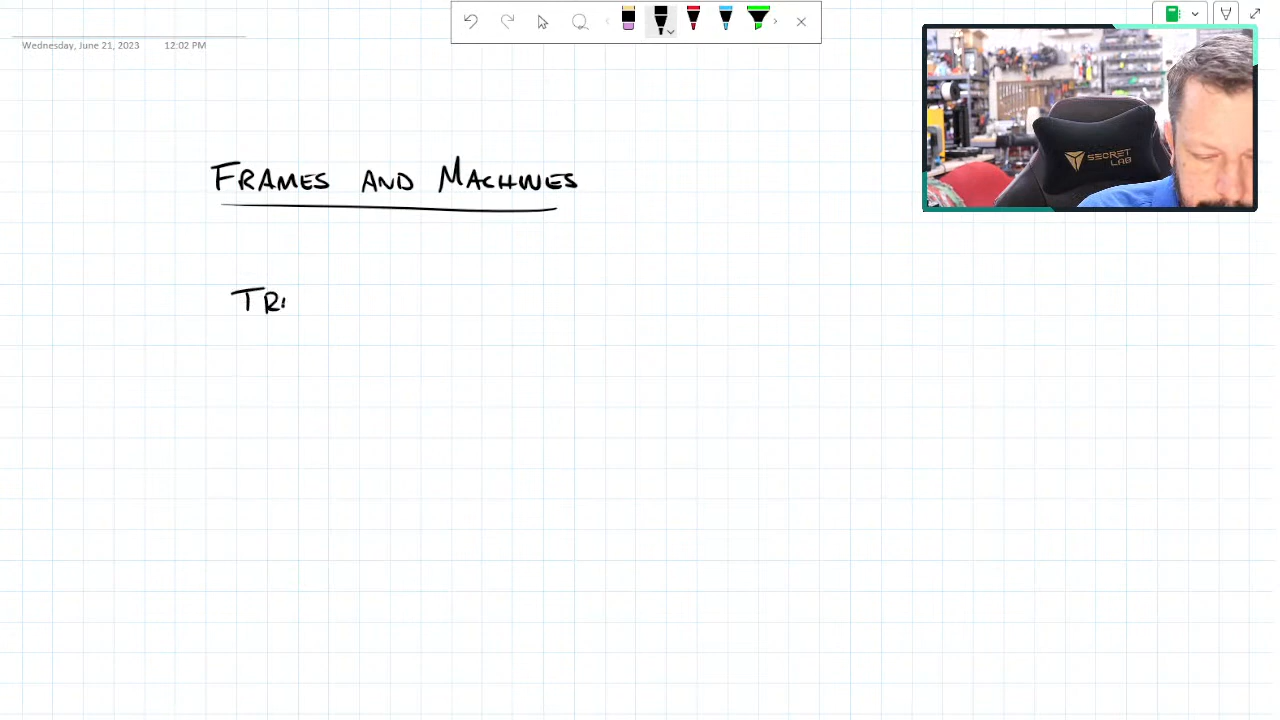 Wednesday, June 21, 2023 12:02 PM
FRAMES AND MACHINES
TR
SECRET
LAB